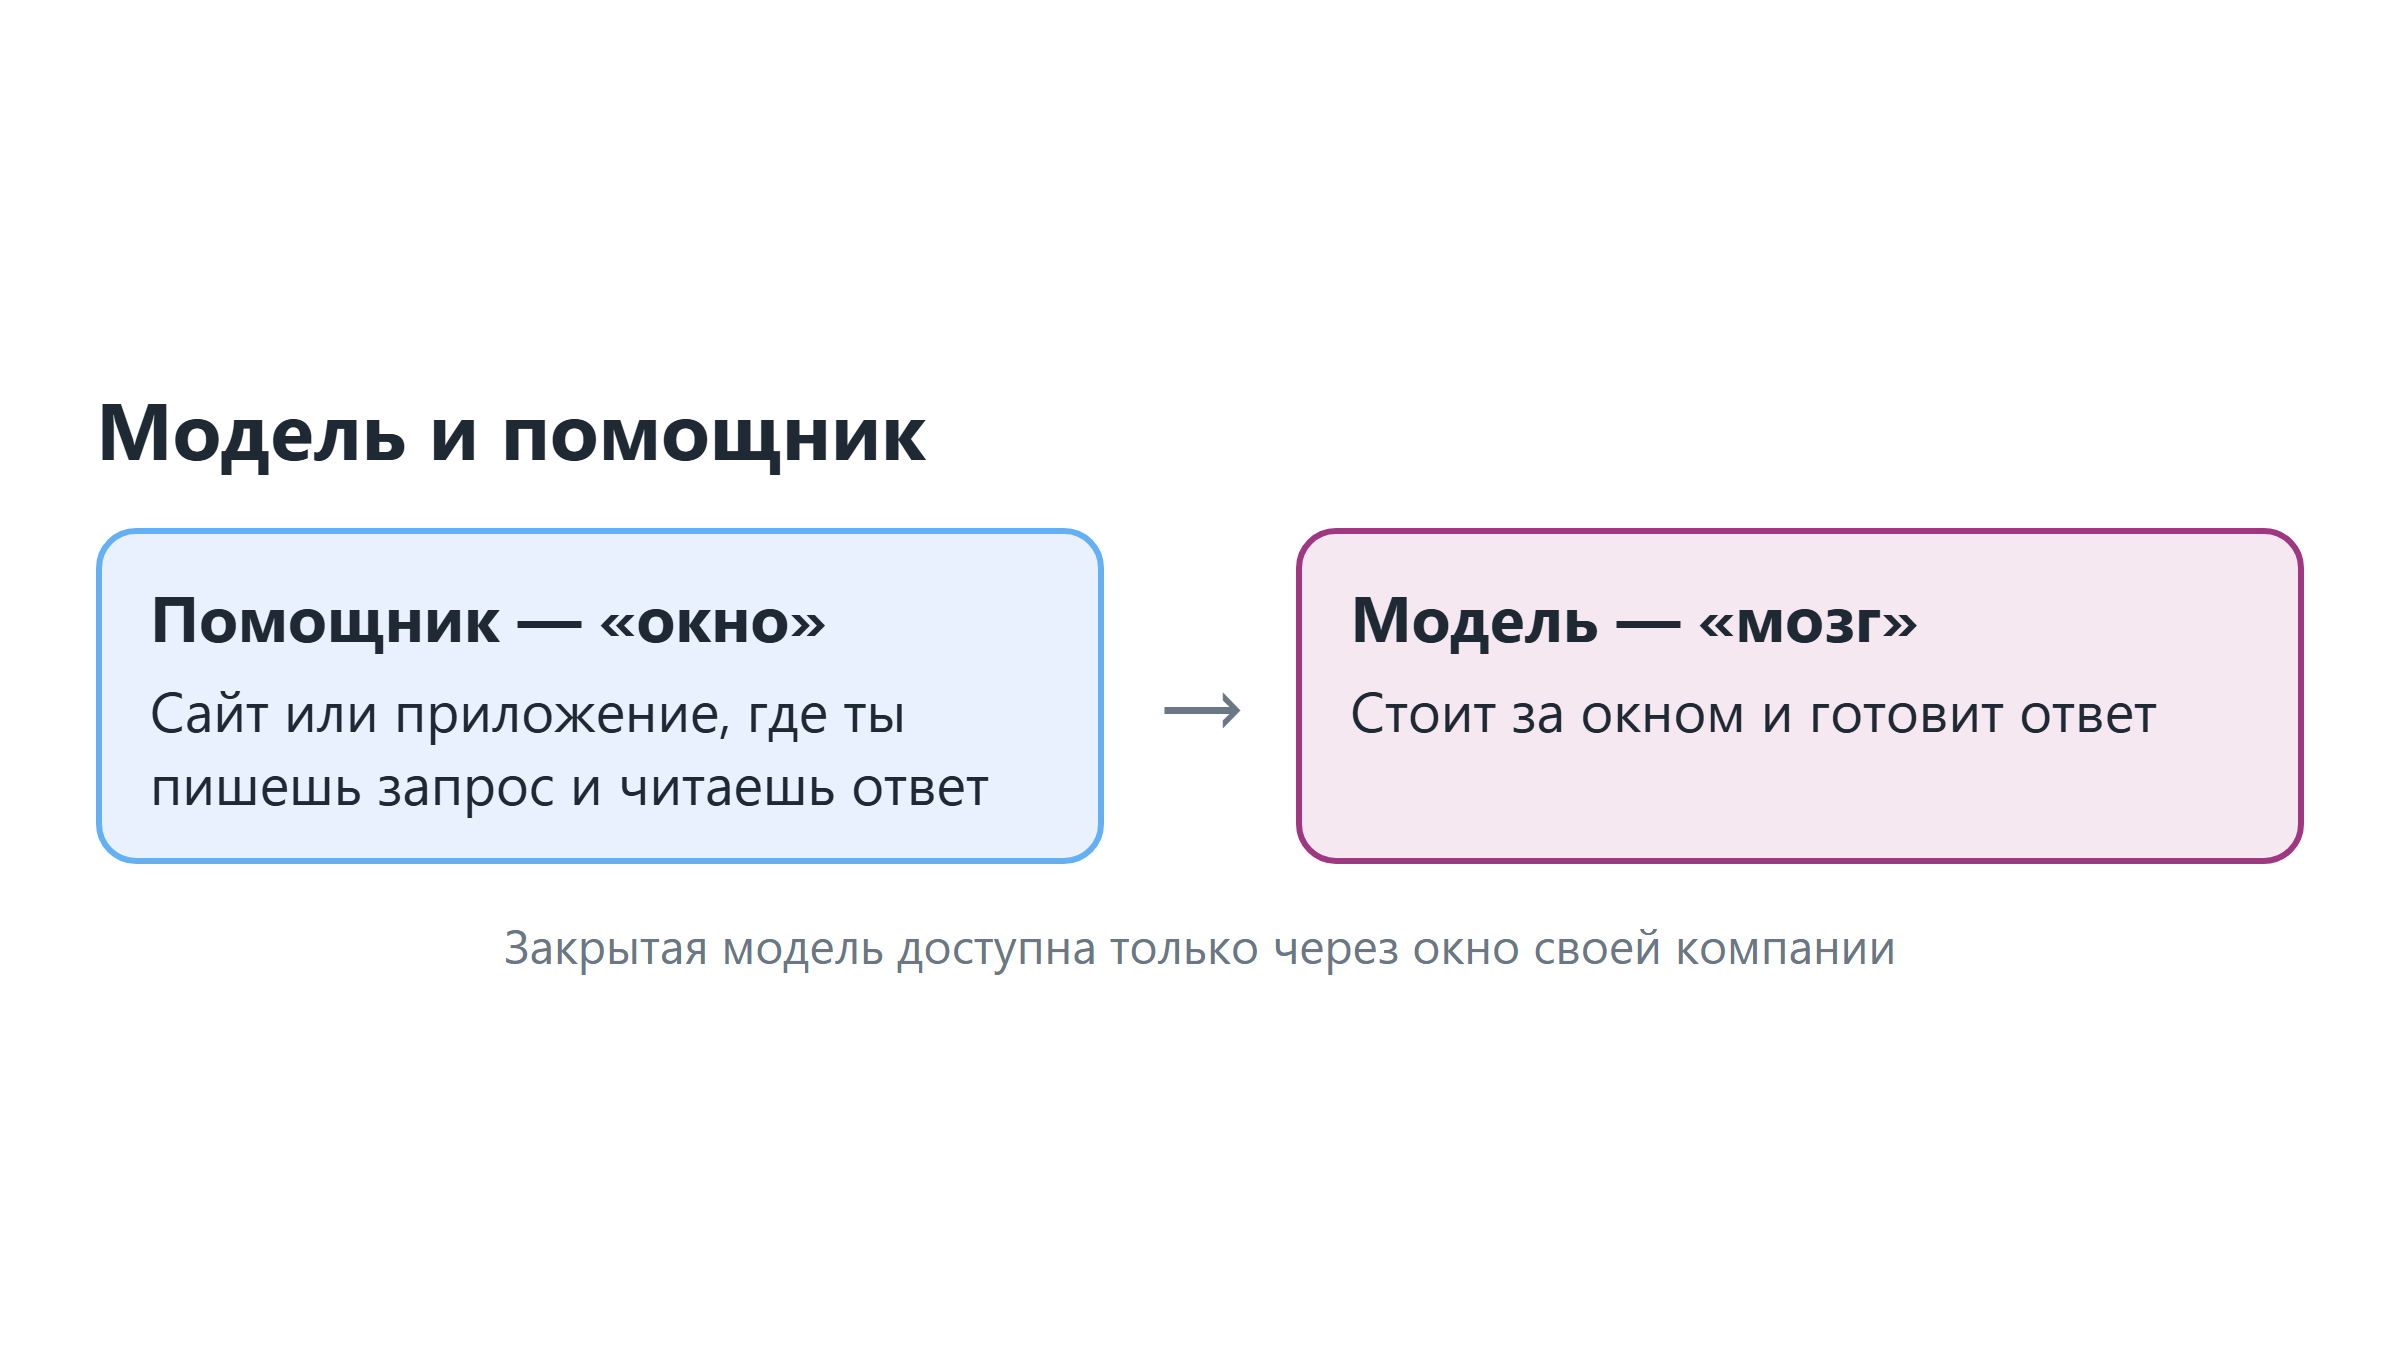 Модель и помощник
Помощник — «окно»
Сайт или приложение, где ты
пишешь запрос и читаешь ответ
→
Модель — «мозг»
Стоит за окном и готовит ответ
Закрытая модель доступна только через окно своей компании